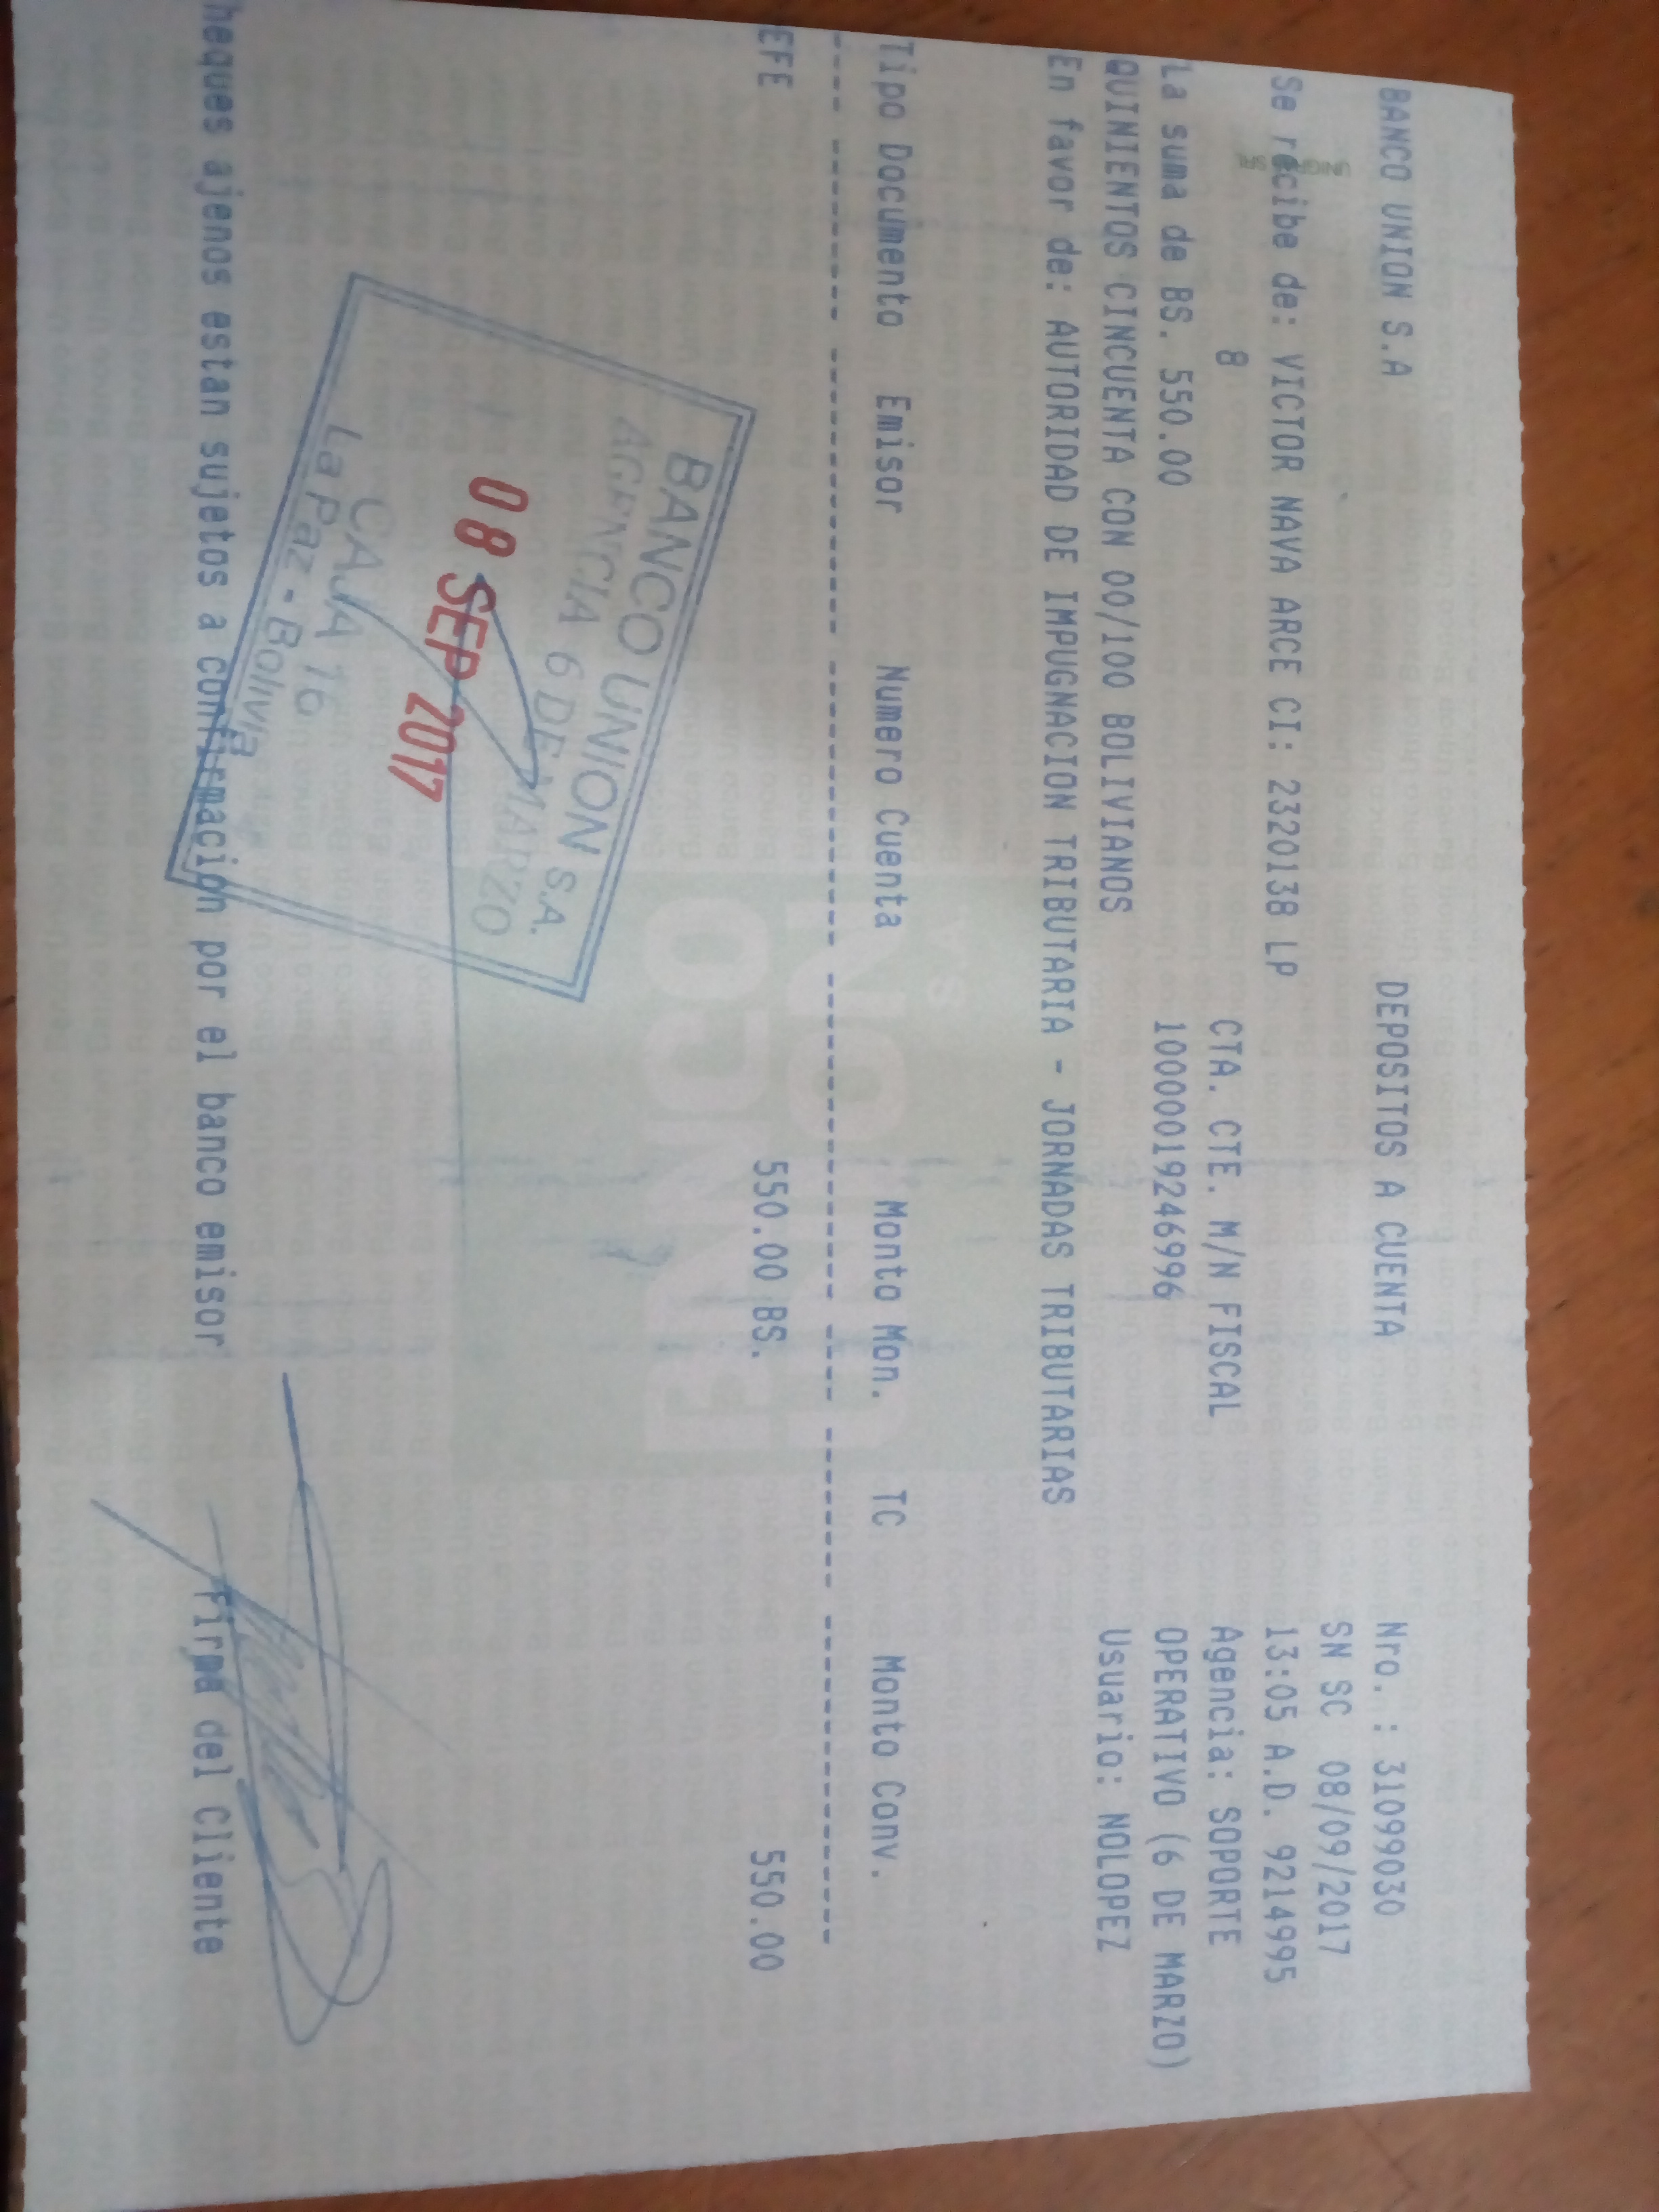 BANCO UNION S.A DEPOSITOS A CUENTA Nro. : 31099030
SN SC 08/09/2017
Se recibe de: VICTOR NAVA ARCE CI: 2320138 LP 13:05 A.D. 9214995
8 CTA. CTE. M/N FISCAL Agencia: SOPORTE
La suma de BS. 550.00 10000019246996 OPERATIVO (6 DE MARZO)
QUINIENTOS CINCUENTA CON 00/100 BOLIVIANOS Usuario: NOLOPEZ
En favor de: AUTORIDAD DE IMPUGNACION TRIBUTARIA - JORNADAS TRIBUTARIAS
Tipo Documento Emisor Numero Cuenta Monto Mon. TC Monto Conv.
EFE 550.00 BS. 550.00
BANCO UNION
BANCO UNION S.A.
AGENCIA 6 DE MARZO
08 SEP 2017
CAJA 16
La Paz - Bolivia
heques ajenos estan sujetos a confirmacion por el banco emisor Firma del Cliente